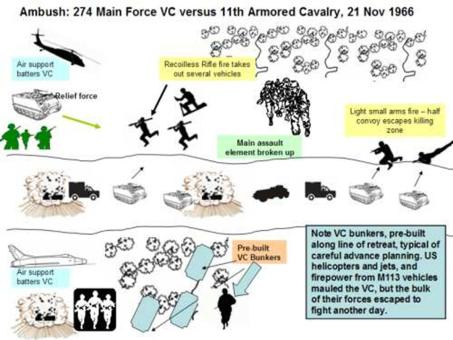 Ambush: 274 Main Force VC versus 11th Armored Cavalry, 21 Nov 1966
Air support
batters VC
Recoilless Rifle fire takes
out several vehicles
Relief force
Light small arms fire – half
convoy escapes killing
zone
Main assault
element broken up
Note VC bunkers, pre-built
along line of retreat, typical of
careful advance planning. US
helicopters and jets, and
firepower from M113 vehicles
mauled the VC, but the bulk
of their forces escaped to
fight another day.
Pre-built
VC Bunkers
Air support
batters VC